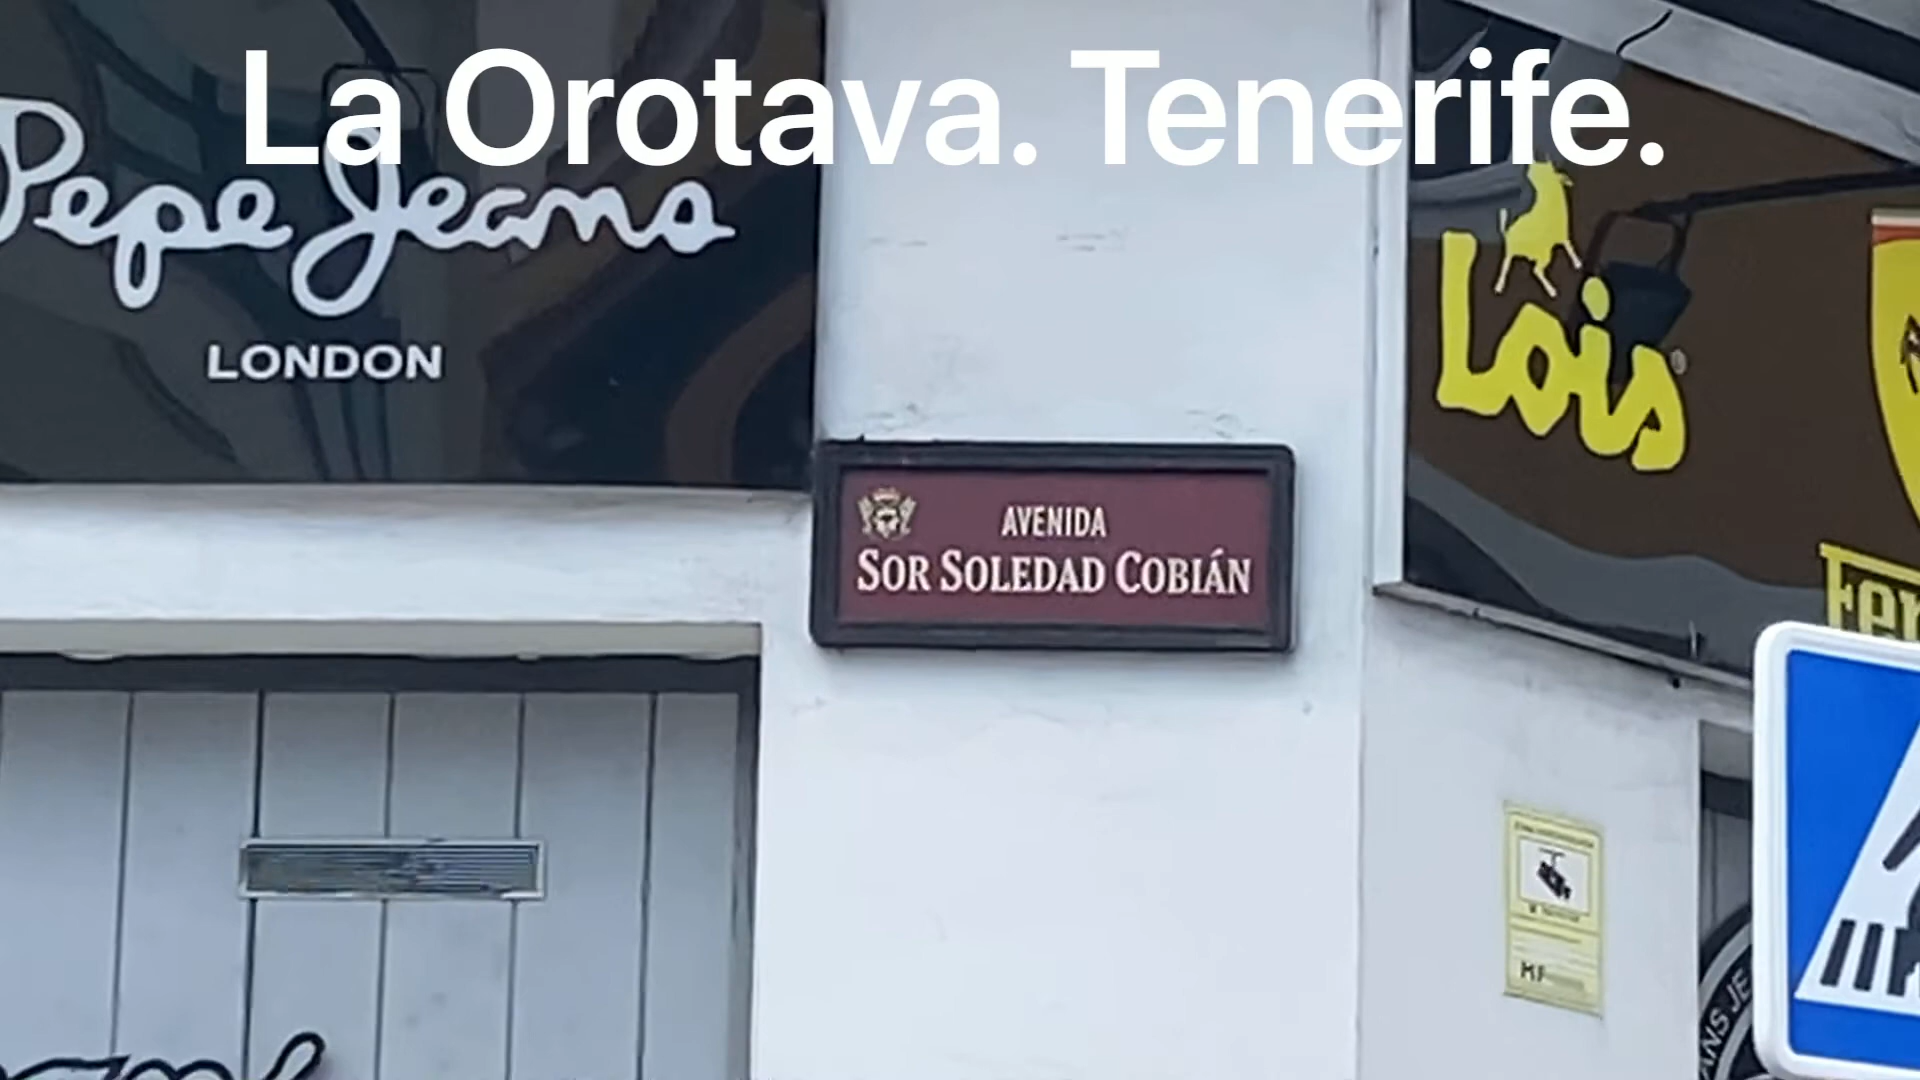 La Orotava. Tenerife.
Pepe Jeans
LONDON
Lois
AVENIDA
SOR SOLEDAD COBIÁN